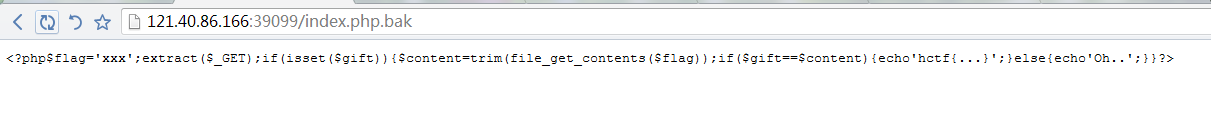 121.40.86.166:39099/index.php.bak
<?php$flag='xxx';extract($_GET);if(isset($gift)){$content=trim(file_get_contents($flag));if($gift==$content){echo'hctf{...}';}else{echo'Oh..';}}?>